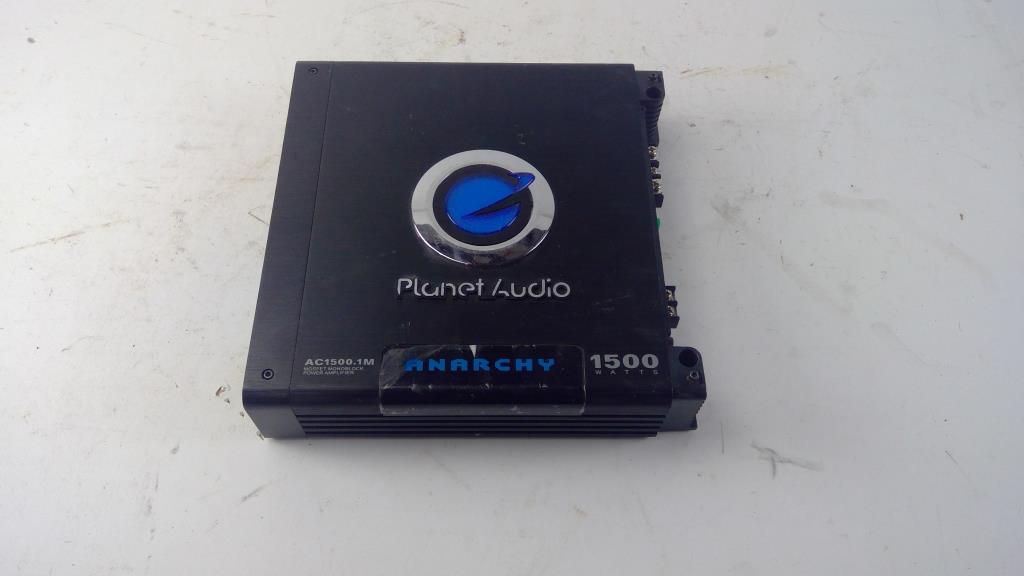 Planet Audio
AC1500.1M
MOSFET MONOBLOCK
POWER AMPLIFIER
ANARCHY
1500
WATTS